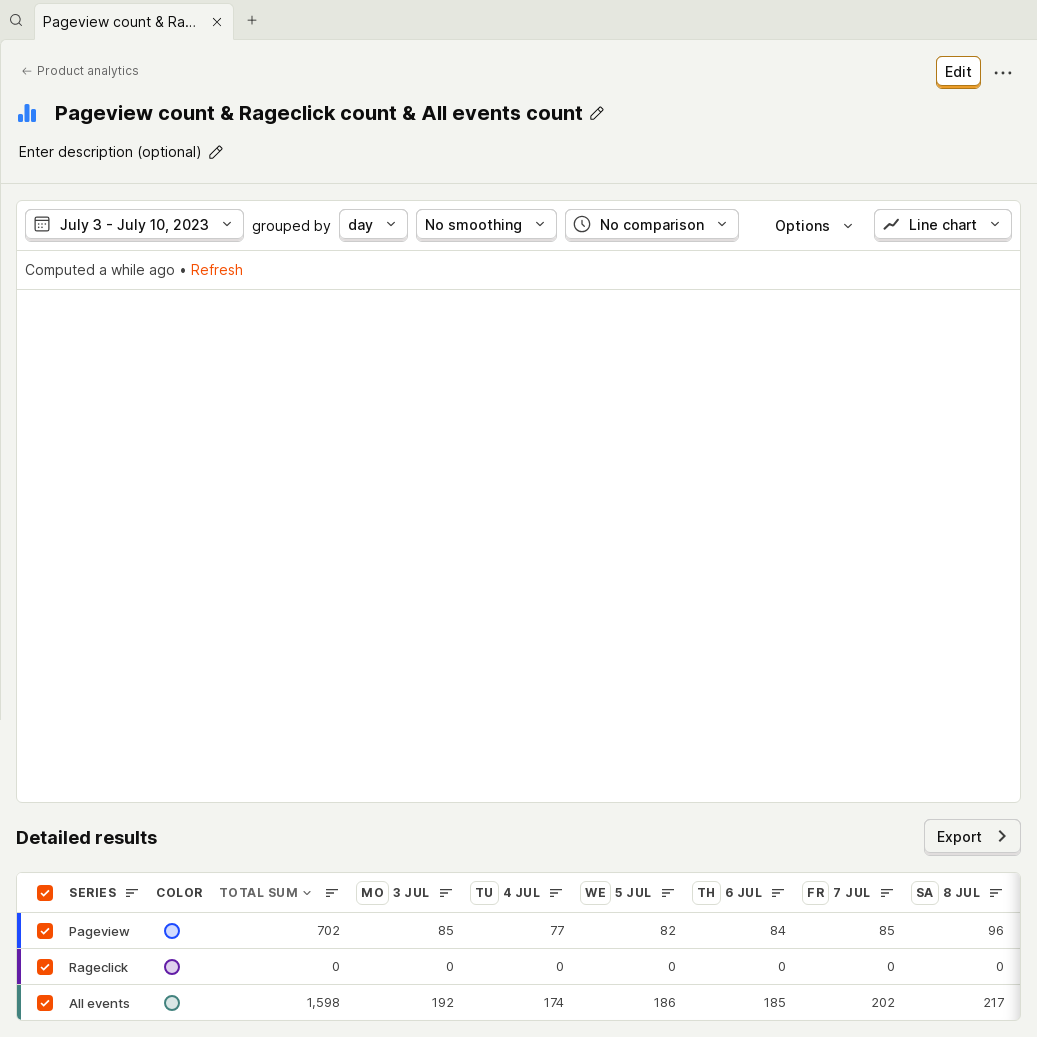 Pageview count & Ra...
Product analytics
Edit
Pageview count & Rageclick count & All events count
Enter description (optional)
July 3 - July 10, 2023 grouped by day No smoothing No comparison Options Line chart
Computed a while ago • Refresh
Detailed results
Export
SERIES COLOR TOTAL SUM MO 3 JUL TU 4 JUL WE 5 JUL TH 6 JUL FR 7 JUL SA 8 JUL
Pageview 702 85 77 82 84 85 96
Rageclick 0 0 0 0 0 0 0
All events 1,598 192 174 186 185 202 217